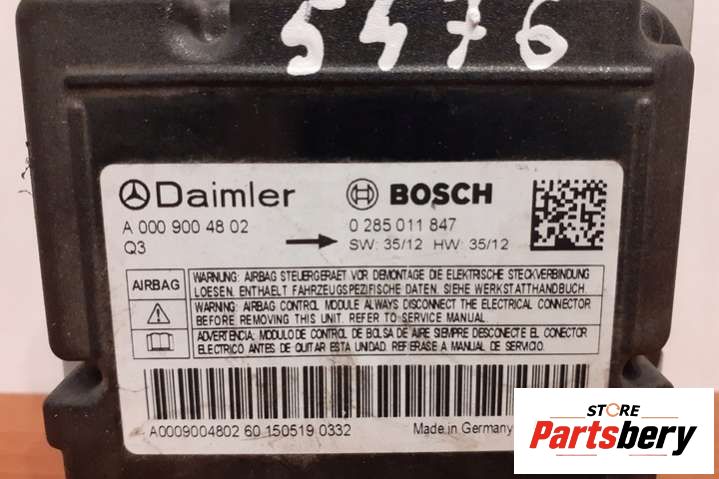 5476
Daimler BOSCH
A 000 900 48 02 0 285 011 847
Q3 SW: 35/12 HW: 35/12
AIRBAG
WARNUNG: AIRBAG STEUERGERAET VOR DEMONTAGE DIE ELEKTRISCHE STECKVERBINDUNG
LOESEN. ENTHAELT FAHRZEUGSPEZIFISCHE DATEN. SIEHE WERKSTATTHANDBUCH
WARNING: AIRBAG CONTROL MODULE ALWAYS DISCONNECT THE ELECTRICAL CONNECTOR
BEFORE REMOVING THIS UNIT. REFER TO SERVICE MANUAL
ADVERTENCIA: MODULO DE CONTROL DE BOLSA DE AIRE SIEMPRE DESCONECTE EL CONECTOR
ELECTRICO ANTES DE QUITAR ESTA UNIDAD. REFERASE A MANUAL DE SERVICIO.
A0009004802 60 150519 0332 Made in Germany
STORE
Partsbery